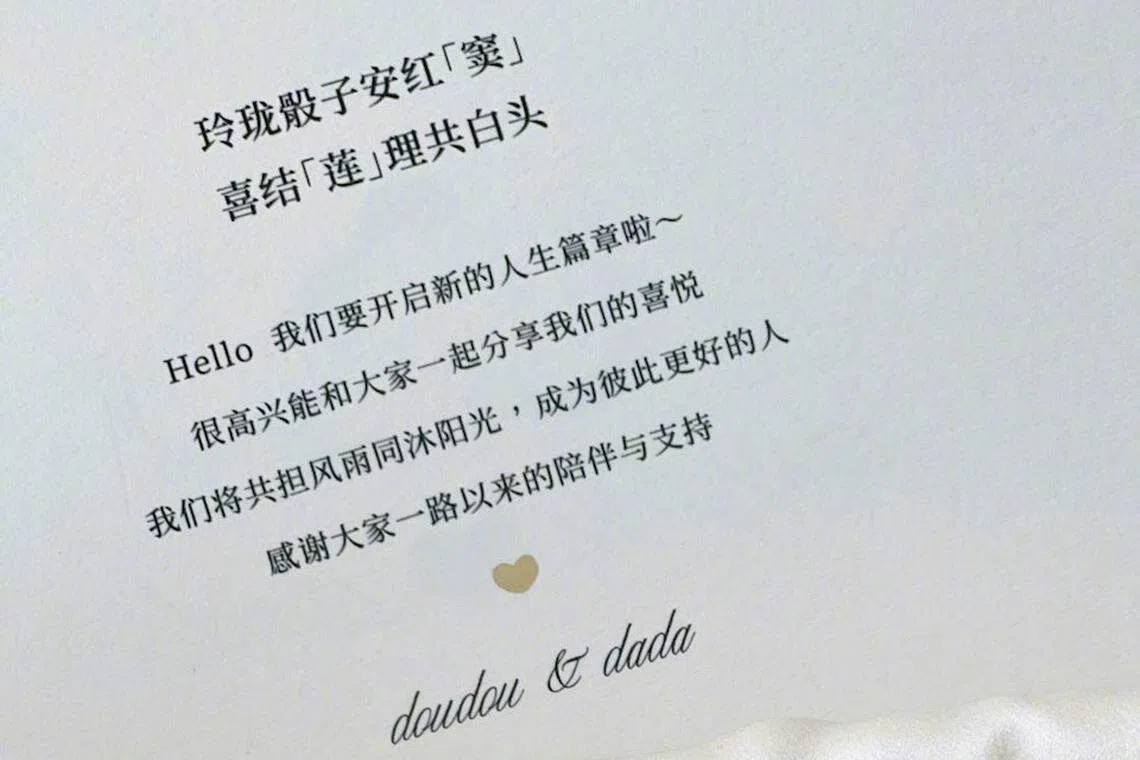 玲珑骰子安红「窦」
喜结「莲」理共白头
Hello 我们要开启新的人生篇章啦～
很高兴能和大家一起分享我们的喜悦
我们将共担风雨同沐阳光，成为彼此更好的人
感谢大家一路以来的陪伴与支持
doudou & dada